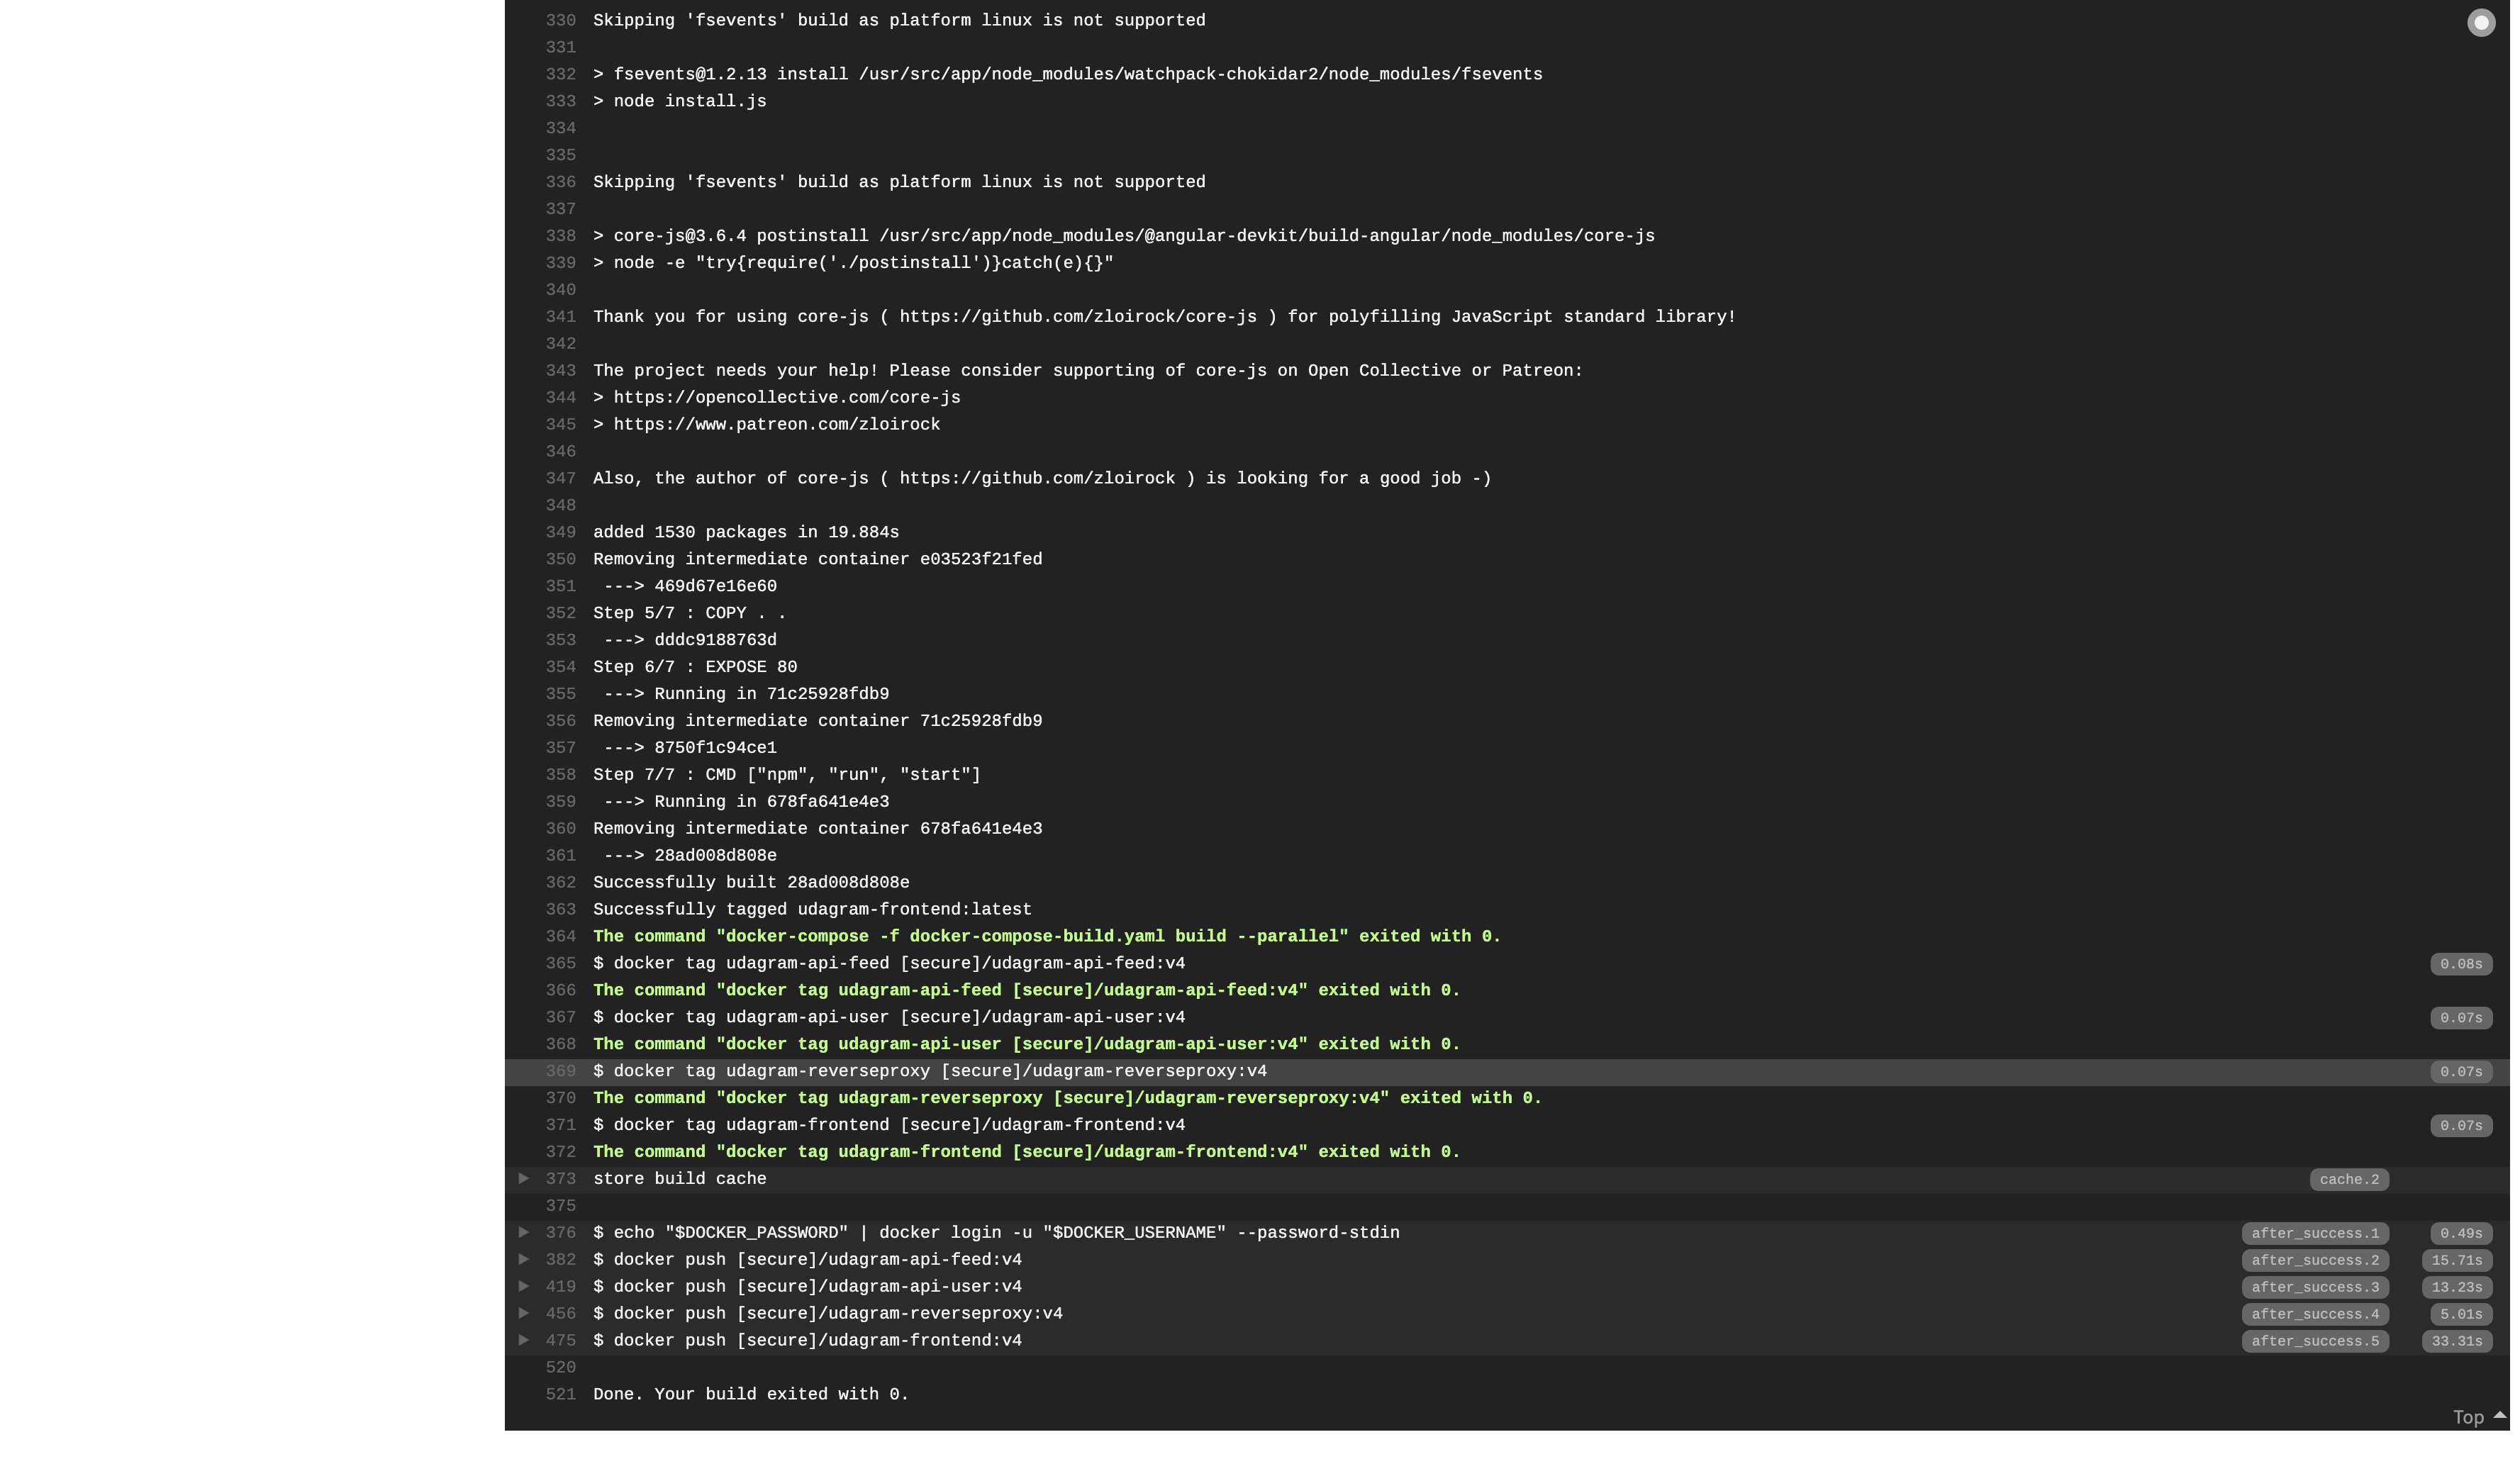 330 Skipping 'fsevents' build as platform linux is not supported
331
332 > fsevents@1.2.13 install /usr/src/app/node_modules/watchpack-chokidar2/node_modules/fsevents
333 > node install.js
334
335
336 Skipping 'fsevents' build as platform linux is not supported
337
338 > core-js@3.6.4 postinstall /usr/src/app/node_modules/@angular-devkit/build-angular/node_modules/core-js
339 > node -e "try{require('./postinstall')}catch(e){}"
340
341 Thank you for using core-js ( https://github.com/zloirock/core-js ) for polyfilling JavaScript standard library!
342
343 The project needs your help! Please consider supporting of core-js on Open Collective or Patreon:
344 > https://opencollective.com/core-js
345 > https://www.patreon.com/zloirock
346
347 Also, the author of core-js ( https://github.com/zloirock ) is looking for a good job -)
348
349 added 1530 packages in 19.884s
350 Removing intermediate container e03523f21fed
351 ---> 469d67e16e60
352 Step 5/7 : COPY . .
353 ---> dddc9188763d
354 Step 6/7 : EXPOSE 80
355 ---> Running in 71c25928fdb9
356 Removing intermediate container 71c25928fdb9
357 ---> 8750f1c94ce1
358 Step 7/7 : CMD ["npm", "run", "start"]
359 ---> Running in 678fa641e4e3
360 Removing intermediate container 678fa641e4e3
361 ---> 28ad008d808e
362 Successfully built 28ad008d808e
363 Successfully tagged udagram-frontend:latest
364 The command "docker-compose -f docker-compose-build.yaml build --parallel" exited with 0.
365 $ docker tag udagram-api-feed [secure]/udagram-api-feed:v4 0.08s
366 The command "docker tag udagram-api-feed [secure]/udagram-api-feed:v4" exited with 0.
367 $ docker tag udagram-api-user [secure]/udagram-api-user:v4 0.07s
368 The command "docker tag udagram-api-user [secure]/udagram-api-user:v4" exited with 0.
369 $ docker tag udagram-reverseproxy [secure]/udagram-reverseproxy:v4 0.07s
370 The command "docker tag udagram-reverseproxy [secure]/udagram-reverseproxy:v4" exited with 0.
371 $ docker tag udagram-frontend [secure]/udagram-frontend:v4 0.07s
372 The command "docker tag udagram-frontend [secure]/udagram-frontend:v4" exited with 0.
373 store build cache cache.2
375
376 $ echo "$DOCKER_PASSWORD" | docker login -u "$DOCKER_USERNAME" --password-stdin after_success.1 0.49s
382 $ docker push [secure]/udagram-api-feed:v4 after_success.2 15.71s
419 $ docker push [secure]/udagram-api-user:v4 after_success.3 13.23s
456 $ docker push [secure]/udagram-reverseproxy:v4 after_success.4 5.01s
475 $ docker push [secure]/udagram-frontend:v4 after_success.5 33.31s
520
521 Done. Your build exited with 0.
Top